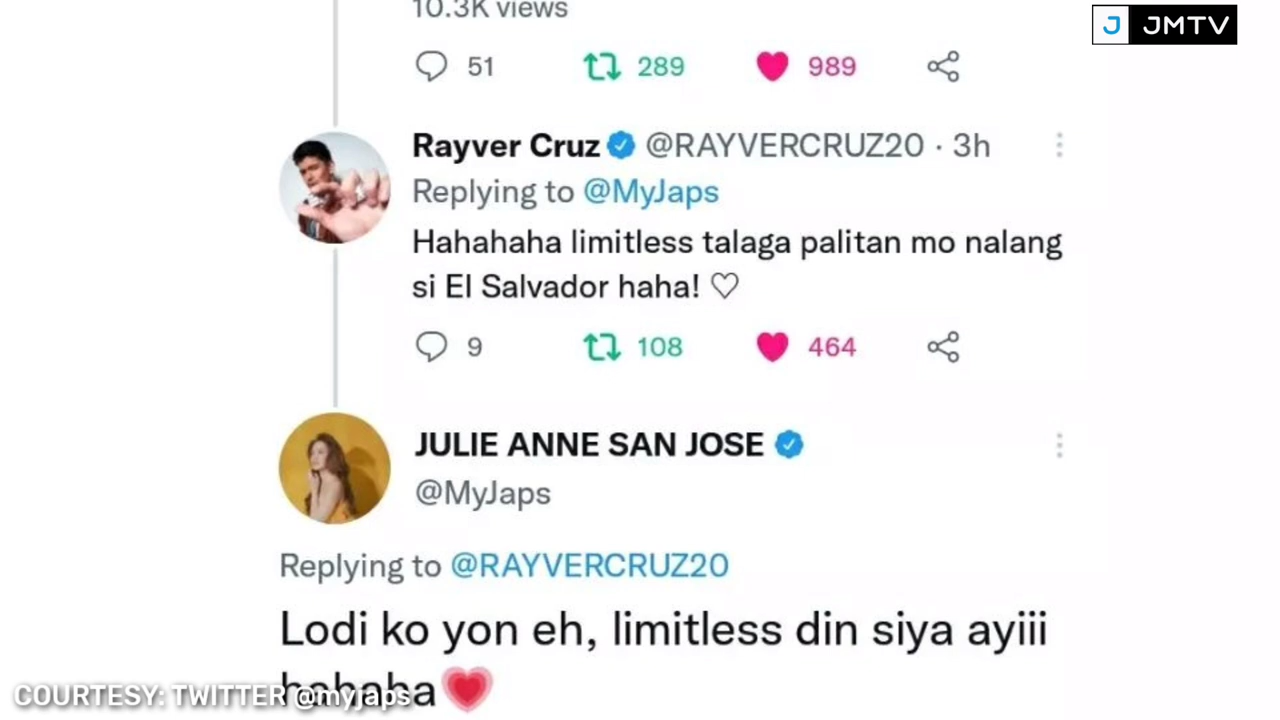 10.3K views
J JMTV
51 289 989
Rayver Cruz @RAYVERCRUZ20 · 3h
Replying to @MyJaps
Hahahaha limitless talaga palitan mo nalang
si El Salvador haha! ♡
9 108 464
JULIE ANNE SAN JOSE
@MyJaps
Replying to @RAYVERCRUZ20
Lodi ko yon eh, limitless din siya ayiii
hahaha💗
COURTESY: TWITTER @myjaps